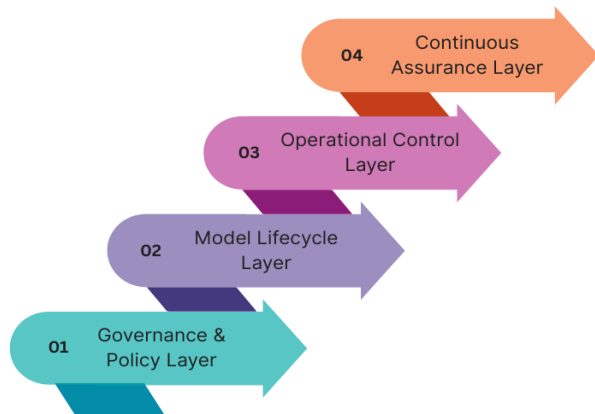 04
Continuous
Assurance Layer
03
Operational Control
Layer
02
Model Lifecycle
Layer
01
Governance &
Policy Layer